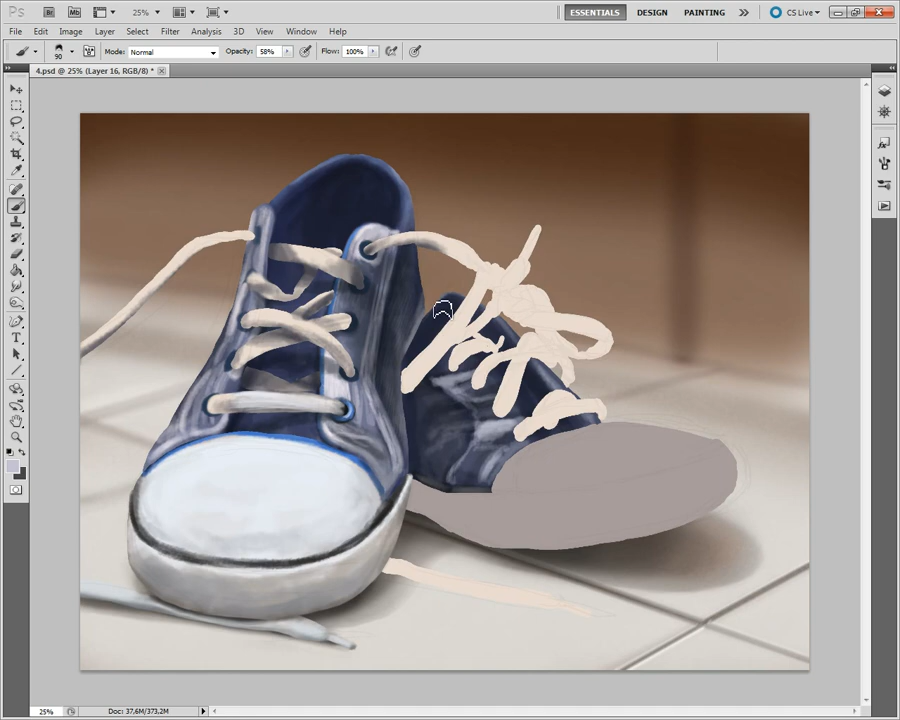 Ps Br Mb 25% ESSENTIALS DESIGN PAINTING CS Live
File Edit Image Layer Select Filter Analysis 3D View Window Help
90 Mode: Normal Opacity: 58% Flow: 100%
4.psd @ 25% (Layer 16, RGB/8) *
T
fx
25% Doc: 37,6M/373,2M